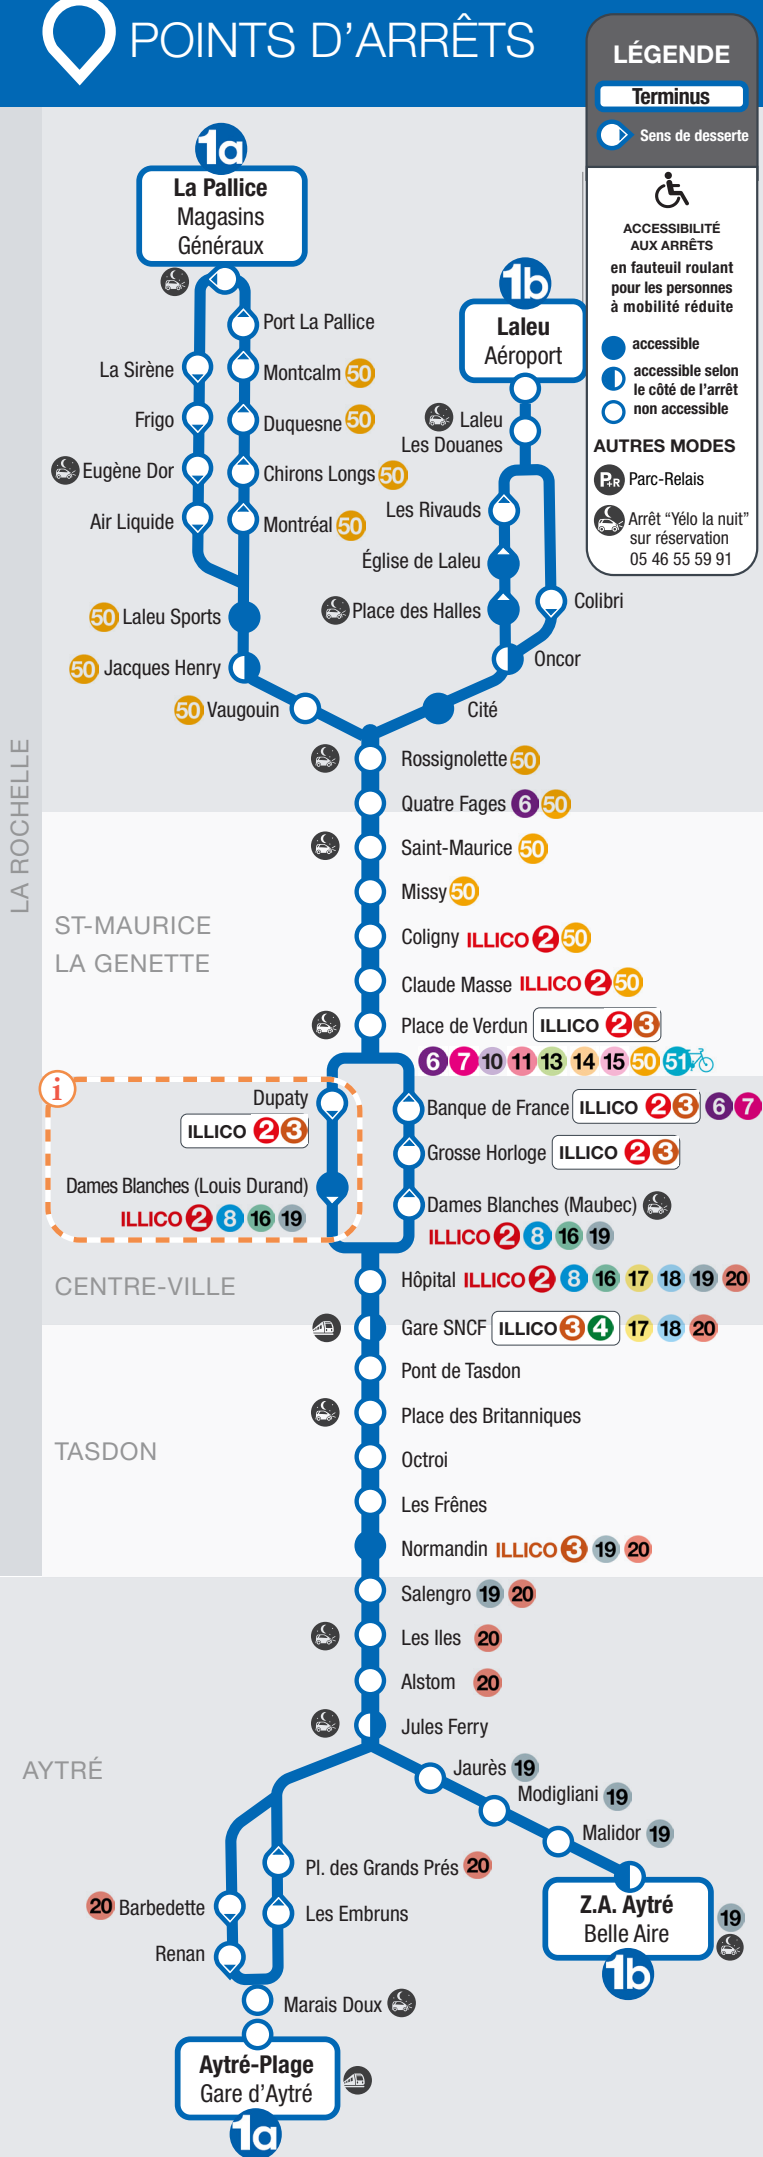 POINTS D'ARRÊTS
LÉGENDE
Terminus
Sens de desserte
ACCESSIBILITÉ
AUX ARRÊTS
en fauteuil roulant
pour les personnes
à mobilité réduite
accessible
accessible selon
le côté de l'arrêt
non accessible
AUTRES MODES
P+R Parc-Relais
Arrêt "Yélo la nuit"
sur réservation
05 46 55 59 91
1a
La Pallice
Magasins
Généraux
1b
Laleu
Aéroport
Port La Pallice
La Sirène
Montcalm 50
Frigo
Duquesne 50
Eugène Dor
Chirons Longs 50
Air Liquide
Montréal 50
50 Laleu Sports
50 Jacques Henry
50 Vaugouin
Laleu
Les Douanes
Les Rivauds
Église de Laleu
Place des Halles
Colibri
Oncor
Cité
LA ROCHELLE
Rossignolette 50
Quatre Fages 6 50
Saint-Maurice 50
Missy 50
ST-MAURICE
LA GENETTE
Coligny ILLICO 2 50
Claude Masse ILLICO 2 50
Place de Verdun ILLICO 2 3
6 7 10 11 13 14 15 50 51
i
Dupaty
ILLICO 2 3
Dames Blanches (Louis Durand)
ILLICO 2 8 16 19
Banque de France ILLICO 2 3 6 7
Grosse Horloge ILLICO 2 3
Dames Blanches (Maubec)
ILLICO 2 8 16 19
CENTRE-VILLE
Hôpital ILLICO 2 8 16 17 18 19 20
Gare SNCF ILLICO 3 4 17 18 20
Pont de Tasdon
Place des Britanniques
TASDON
Octroi
Les Frênes
Normandin ILLICO 3 19 20
Salengro 19 20
Les Iles 20
Alstom 20
Jules Ferry
AYTRÉ
Jaurès 19
Modigliani 19
Malidor 19
Z.A. Aytré
Belle Aire
19
1b
Pl. des Grands Prés 20
20 Barbedette
Les Embruns
Renan
Marais Doux
Aytré-Plage
Gare d'Aytré
1a